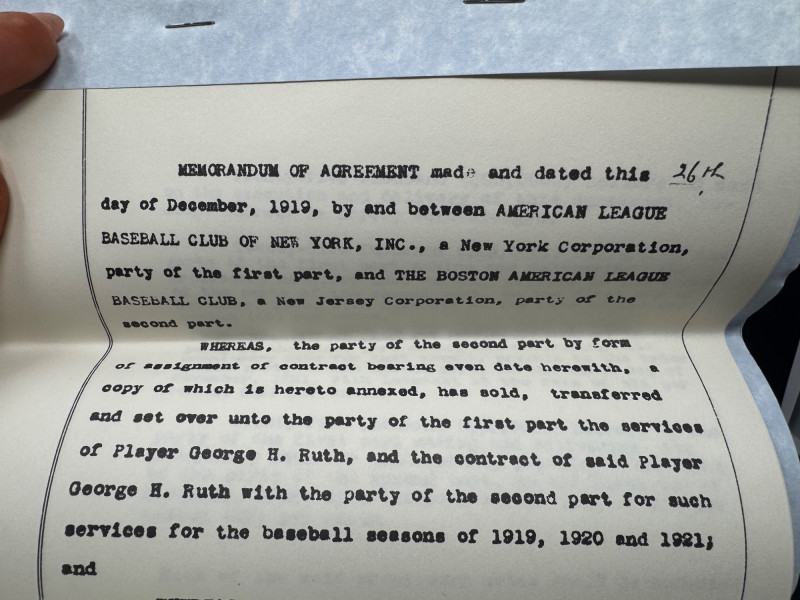 MEMORANDUM OF AGREEMENT made and dated this 26th
day of December, 1919, by and between AMERICAN LEAGUE
BASEBALL CLUB OF NEW YORK, INC., a New York Corporation,
party of the first part, and THE BOSTON AMERICAN LEAGUE
BASEBALL CLUB, a New Jersey Corporation, party of the
second part.
WHEREAS, the party of the second part by form
of assignment of contract bearing even date herewith, a
copy of which is hereto annexed, has sold, transferred
and set over unto the party of the first part the services
of Player George H. Ruth, and the contract of said Player
George H. Ruth with the party of the second part for such
services for the baseball seasons of 1919, 1920 and 1921;
and